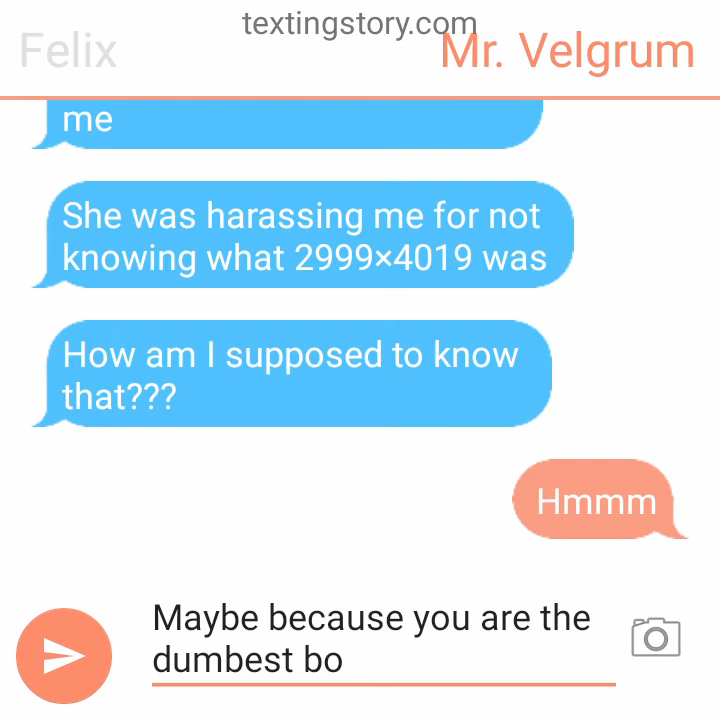 textingstory.com
Felix
Mr. Velgrum
me
She was harassing me for not
knowing what 2999×4019 was
How am I supposed to know
that???
Hmmm
Maybe because you are the
dumbest bo